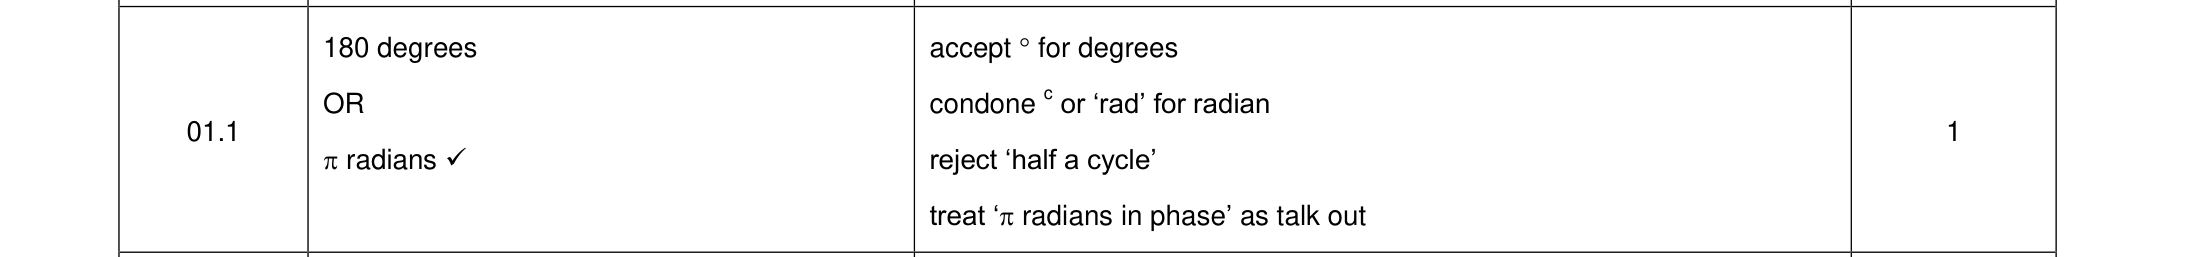 01.1
180 degrees
OR
π radians ✓
accept ° for degrees
condone ᶜ or ‘rad’ for radian
reject ‘half a cycle’
treat ‘π radians in phase’ as talk out
1